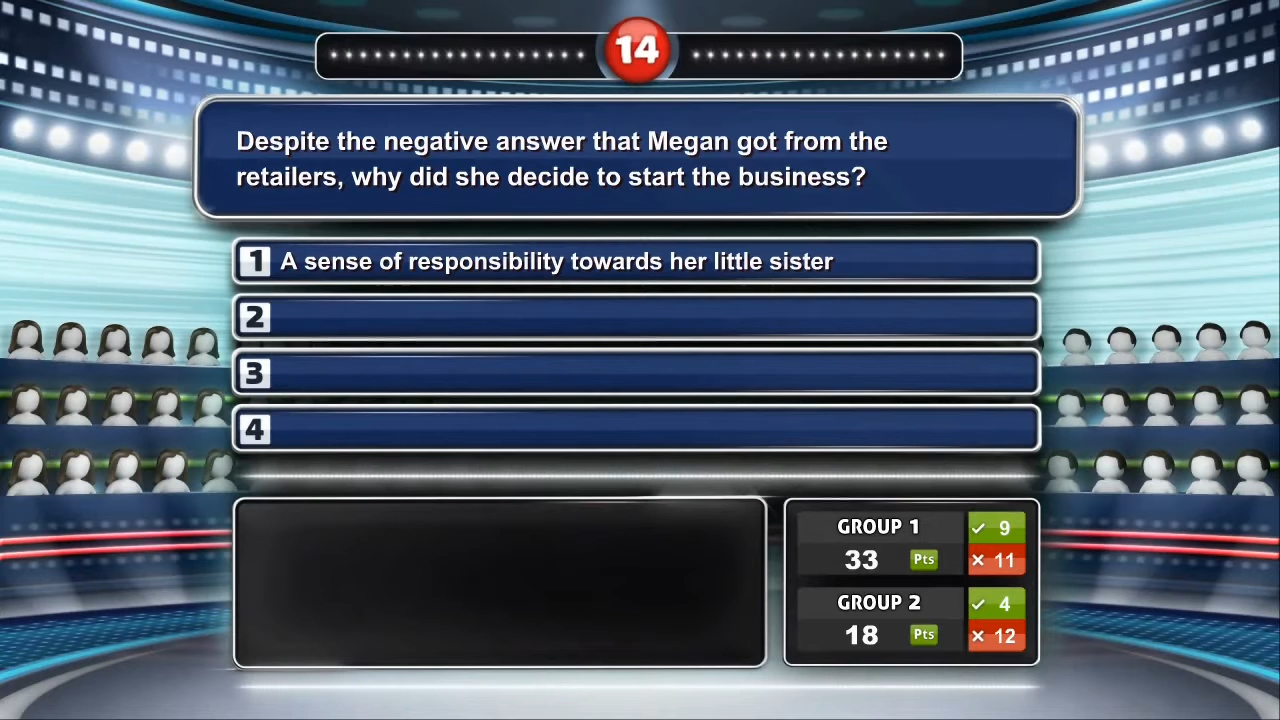 14
Despite the negative answer that Megan got from the
retailers, why did she decide to start the business?
1 A sense of responsibility towards her little sister
2
3
4
GROUP 1
33 Pts
✓ 9
× 11
GROUP 2
18 Pts
✓ 4
× 12